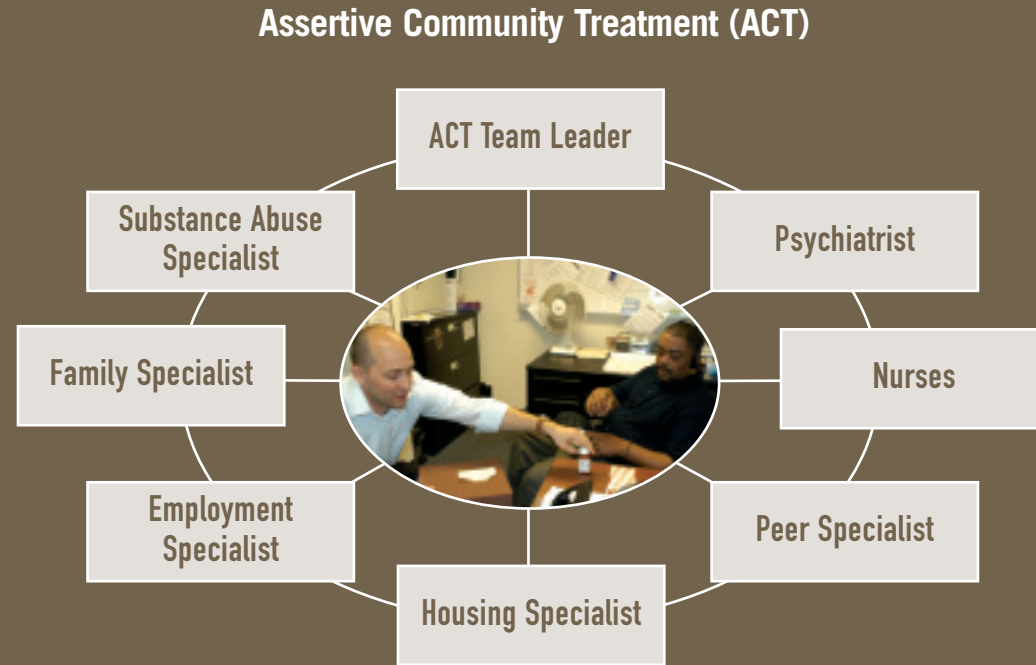 Assertive Community Treatment (ACT)
ACT Team Leader
Psychiatrist
Nurses
Peer Specialist
Housing Specialist
Employment
Specialist
Family Specialist
Substance Abuse
Specialist